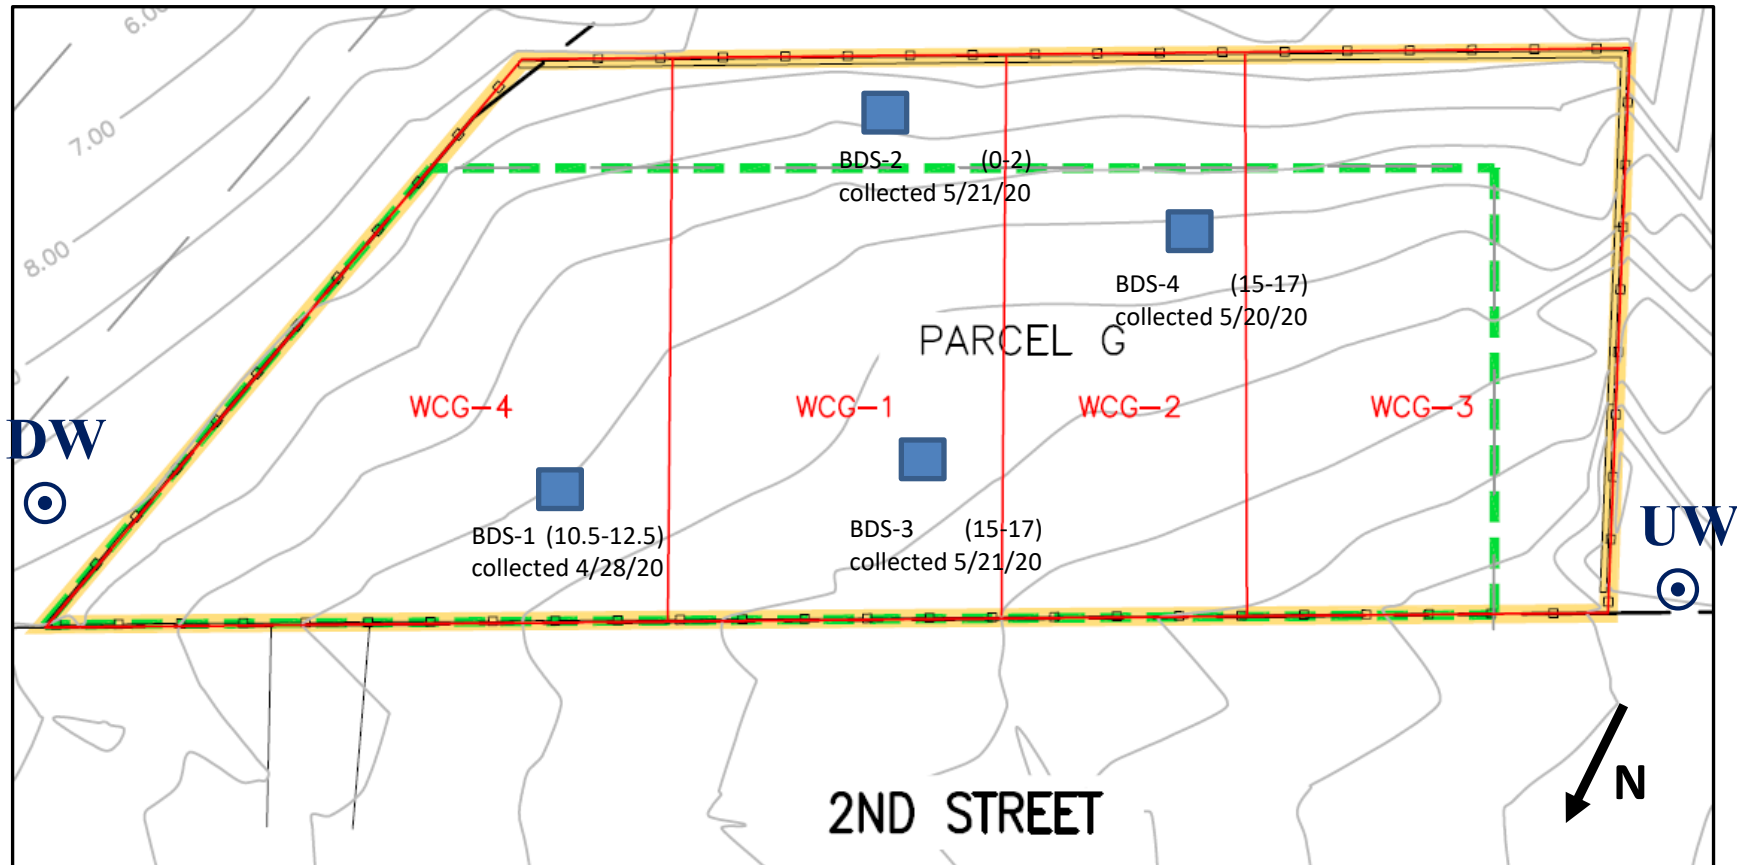 6.00
7.00
BDS-2 (0-2)
collected 5/21/20
8.00
BDS-4 (15-17)
collected 5/20/20
PARCEL G
WCG-4
WCG-1
WCG-2
WCG-3
DW
BDS-1 (10.5-12.5)
collected 4/28/20
BDS-3 (15-17)
collected 5/21/20
UW
N
2ND STREET